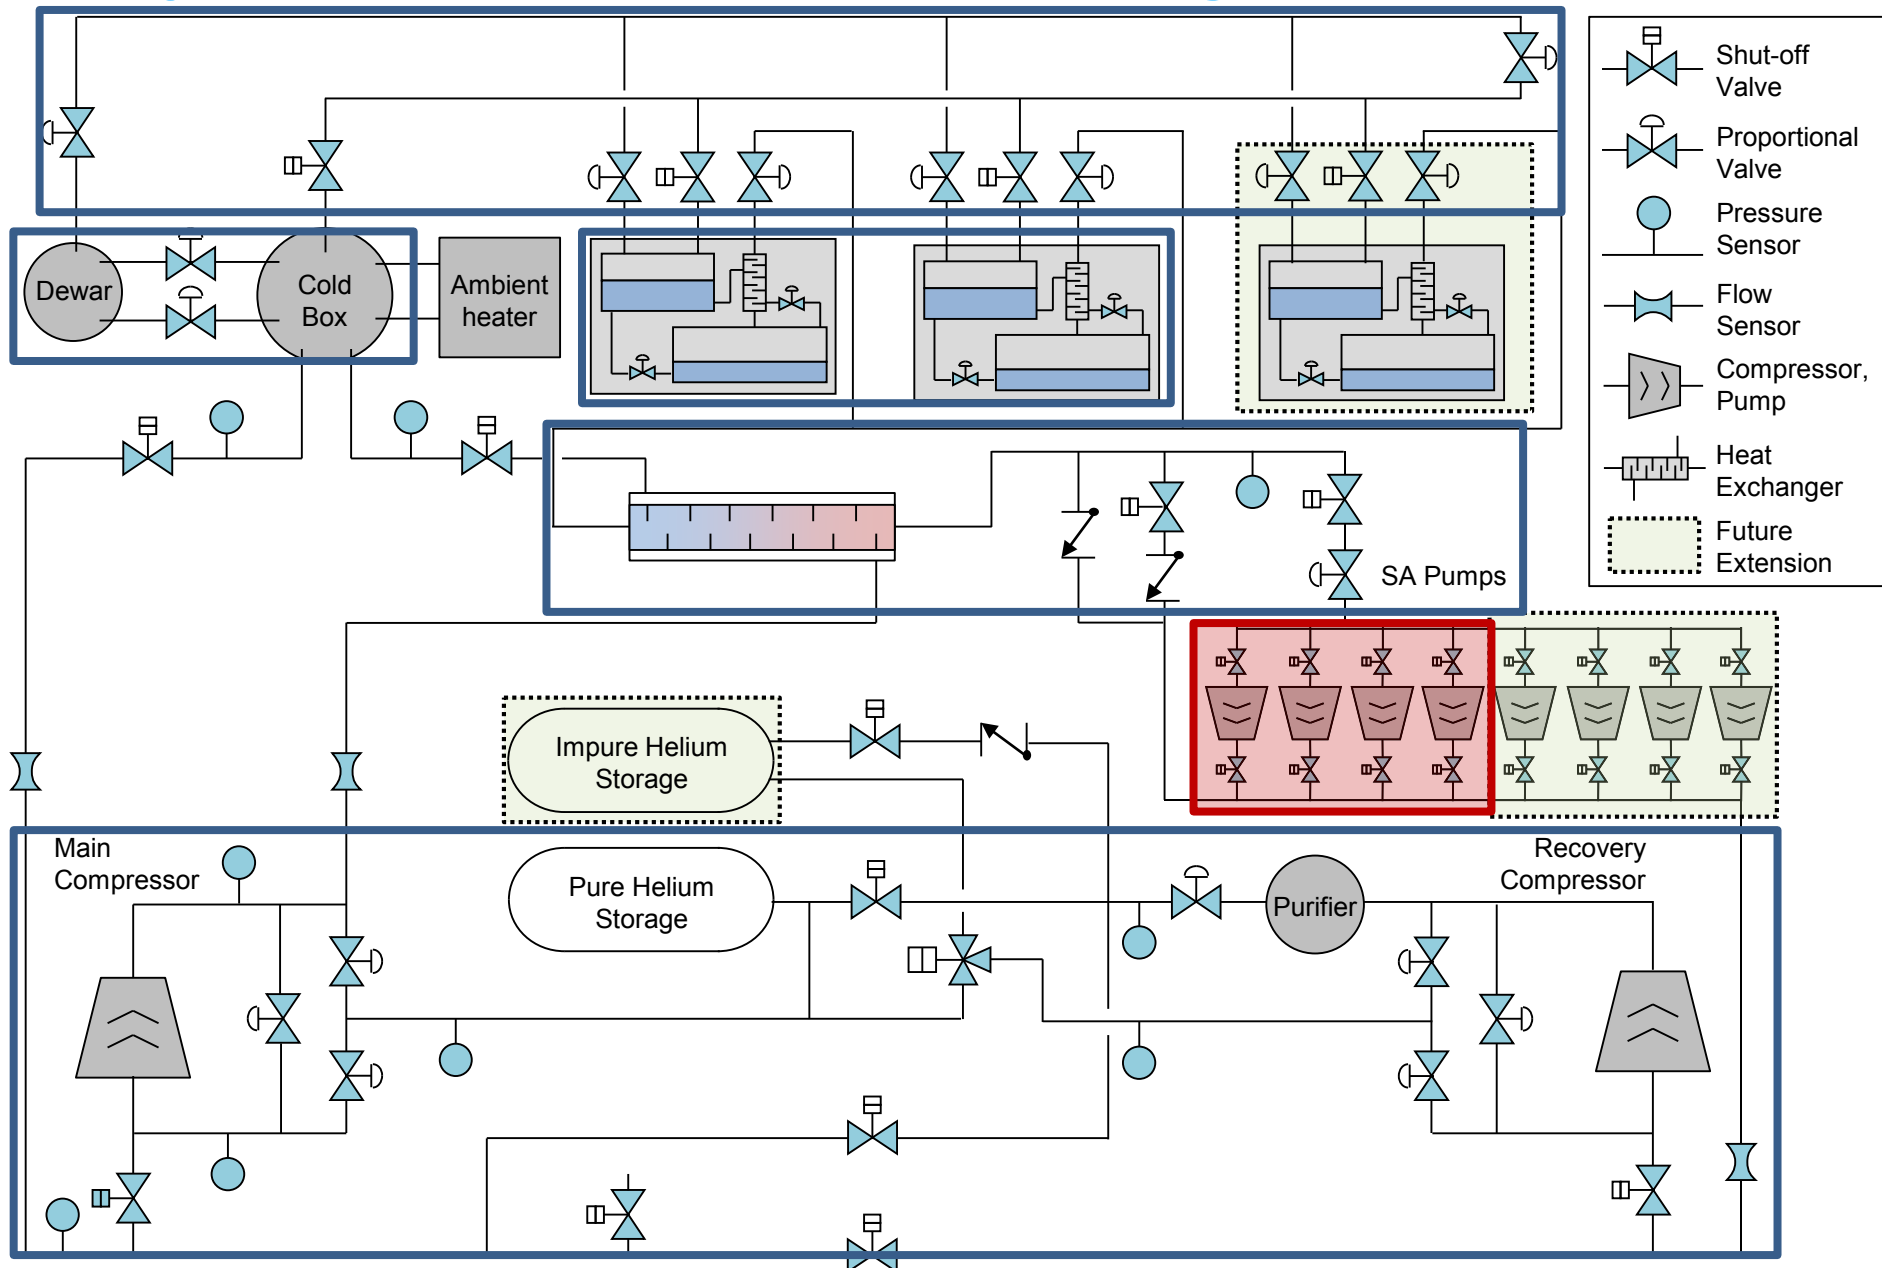 Shut-off
Valve
Proportional
Valve
Pressure
Sensor
Flow
Sensor
Compressor,
Pump
Heat
Exchanger
Future
Extension
Dewar
Cold
Box
Ambient
heater
SA Pumps
Impure Helium
Storage
Main
Compressor
Pure Helium
Storage
Purifier
Recovery
Compressor